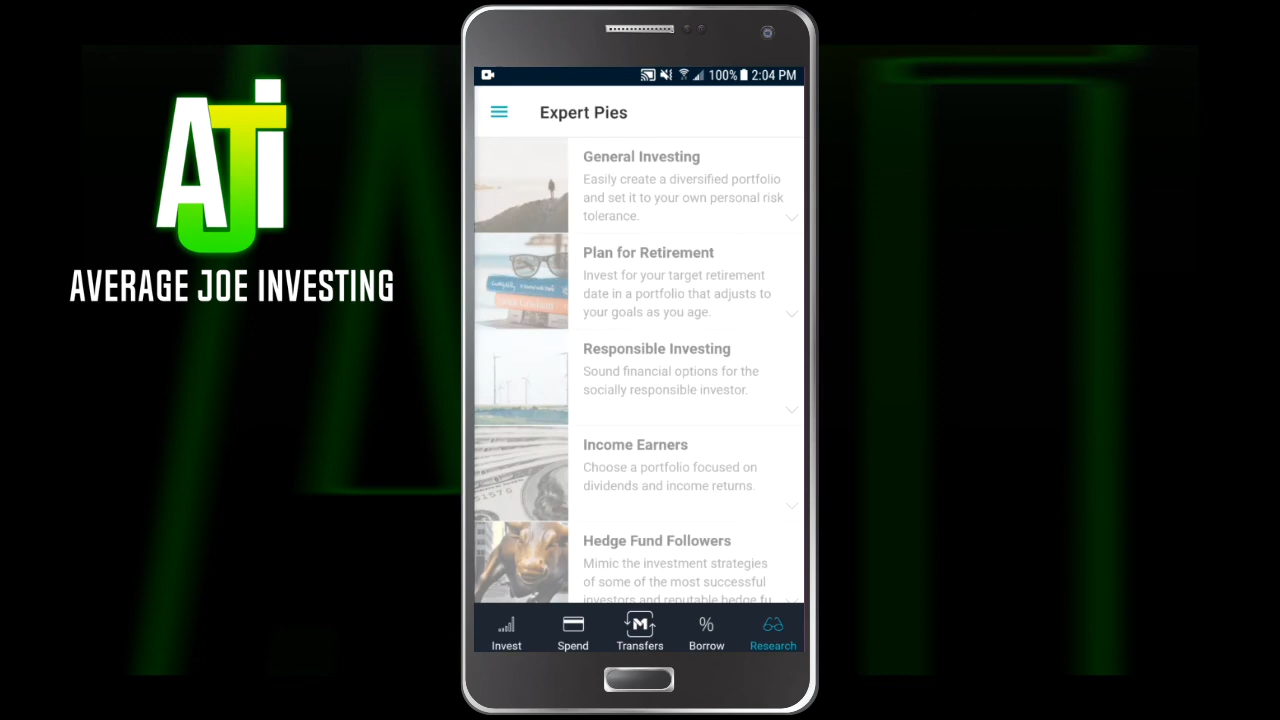 AJi
AVERAGE JOE INVESTING
100% 2:04 PM
Expert Pies
General Investing
Easily create a diversified portfolio
and set it to your own personal risk
tolerance.
Plan for Retirement
Invest for your target retirement
date in a portfolio that adjusts to
your goals as you age.
Responsible Investing
Sound financial options for the
socially responsible investor.
Income Earners
Choose a portfolio focused on
dividends and income returns.
Hedge Fund Followers
Mimic the investment strategies
of some of the most successful
investors and reputable hedge fu
M
%
Invest Spend Transfers Borrow Research